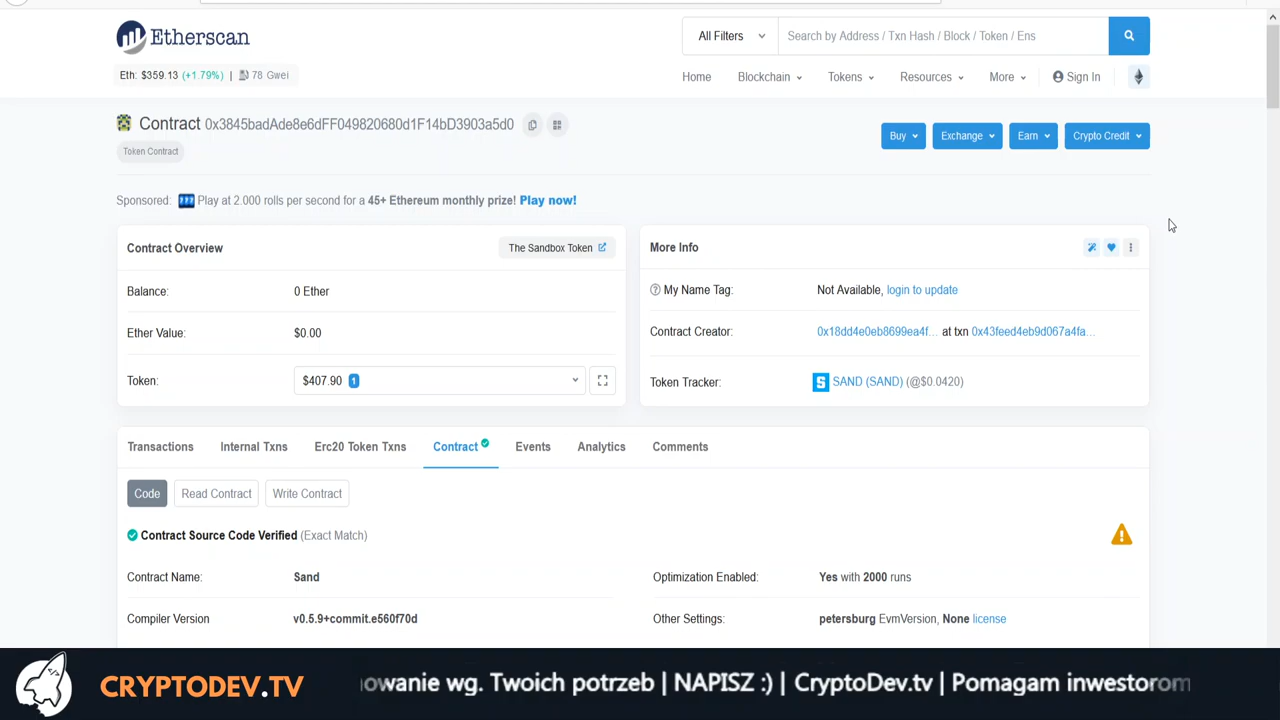 Etherscan
All Filters
Search by Address / Txn Hash / Block / Token / Ens
Eth: $359.13 (+1.79%) | 78 Gwei
Home Blockchain Tokens Resources More Sign In
Contract 0x3845badAde8e6dFF049820680d1F14bD3903a5d0
Token Contract
Buy Exchange Earn Crypto Credit
Sponsored: Play at 2.000 rolls per second for a 45+ Ethereum monthly prize! Play now!
Contract Overview
The Sandbox Token
Balance: 0 Ether
Ether Value: $0.00
Token: $407.90 1
More Info
My Name Tag: Not Available, login to update
Contract Creator: 0x18dd4e0eb8699ea4f... at txn 0x43feed4eb9d067a4fa...
Token Tracker: SAND (SAND) (@$0.0420)
Transactions Internal Txns Erc20 Token Txns Contract Events Analytics Comments
Code Read Contract Write Contract
Contract Source Code Verified (Exact Match)
Contract Name: Sand
Optimization Enabled: Yes with 2000 runs
Compiler Version v0.5.9+commit.e560f70d
Other Settings: petersburg EvmVersion, None license
CRYPTODEV.TV
owanie wg. Twoich potrzeb | NAPISZ :) | CryptoDev.tv | Pomagam inwestorom